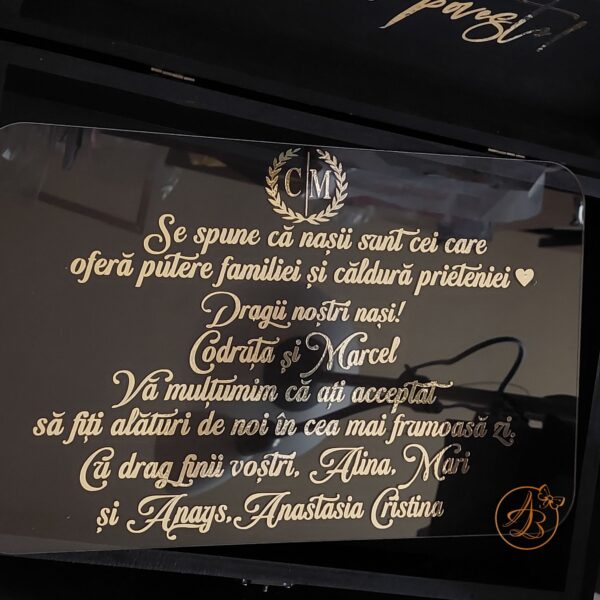 C M
Se spune că nașii sunt cei care
oferă putere familiei și căldură prieteniei
Dragii noștri nași!
Codruța și Marcel
Vă mulțumim că ați acceptat
să fiți alături de noi în cea mai frumoasă zi.
Cu drag finii voștri, Alina, Mari
și Anays, Anastasia Cristina
AB